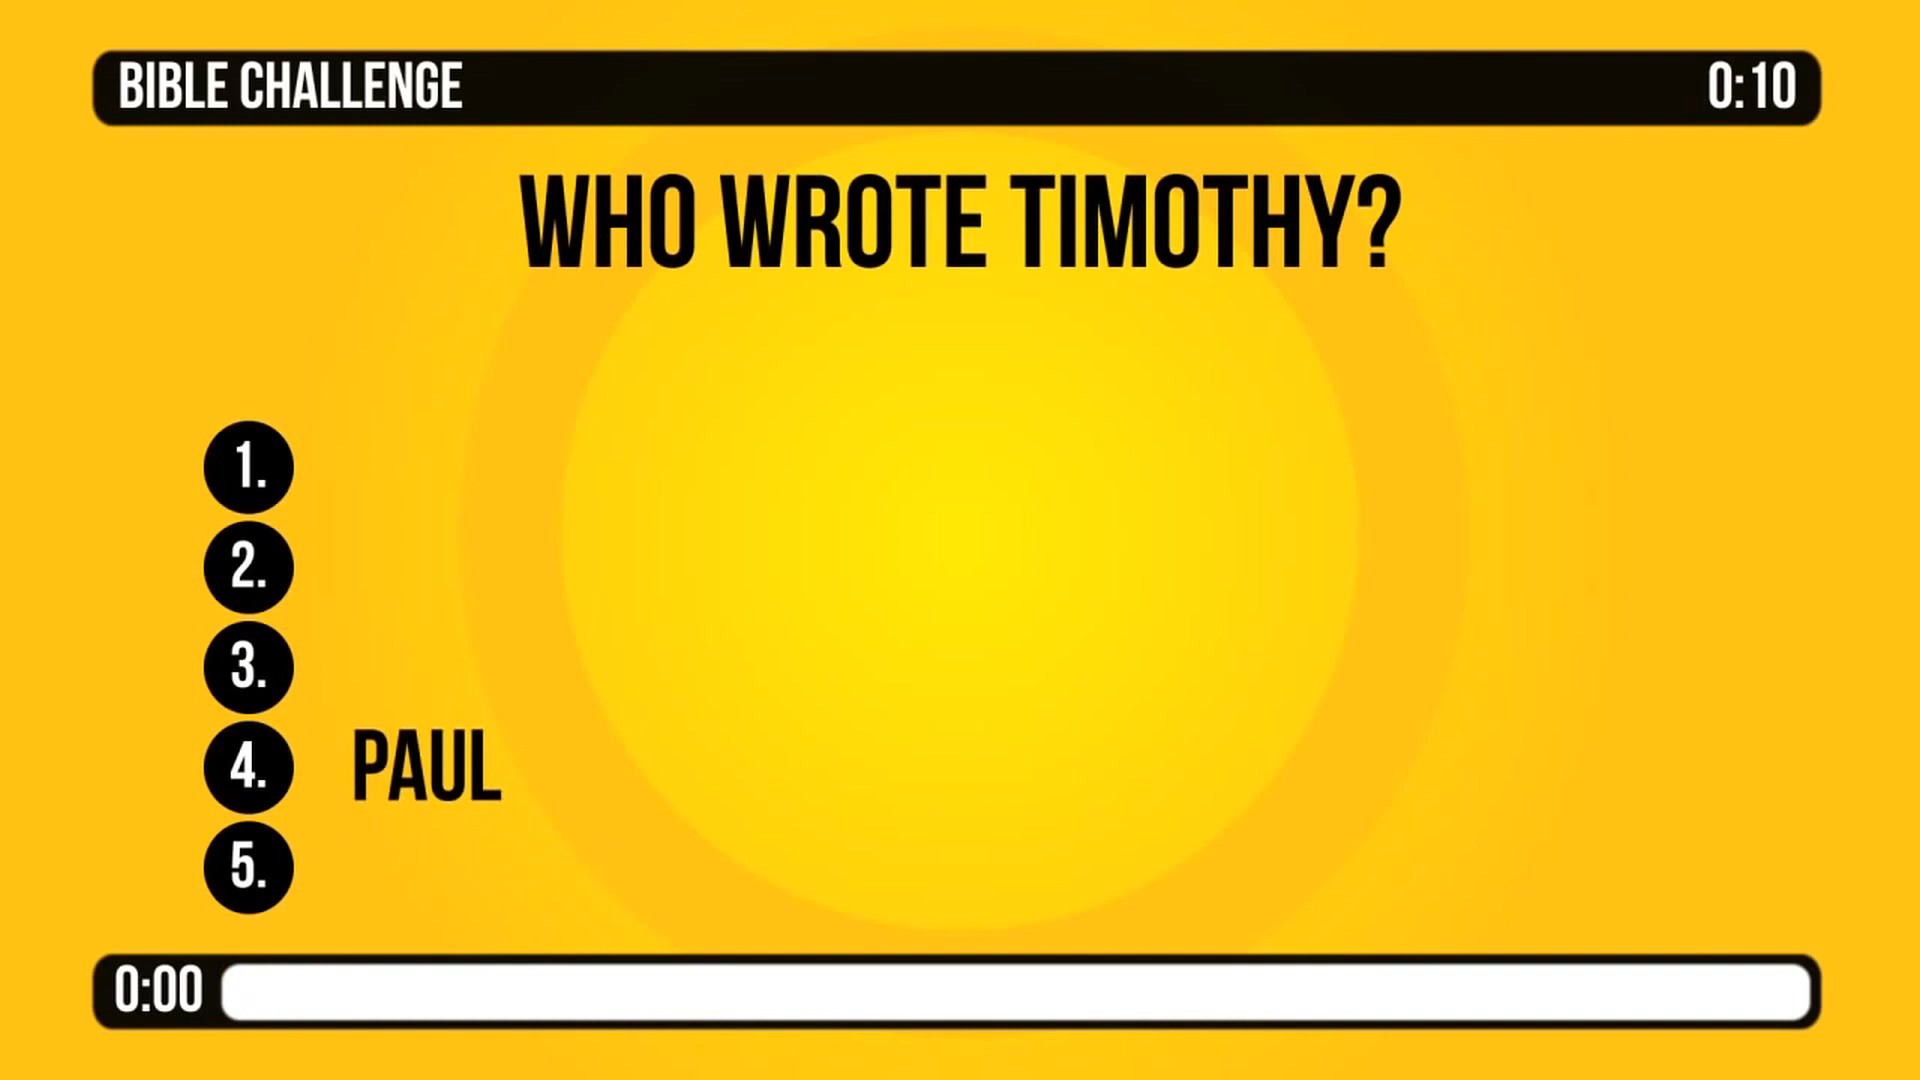 BIBLE CHALLENGE 0:10
WHO WROTE TIMOTHY?
1.
2.
3.
4. PAUL
5.
0:00